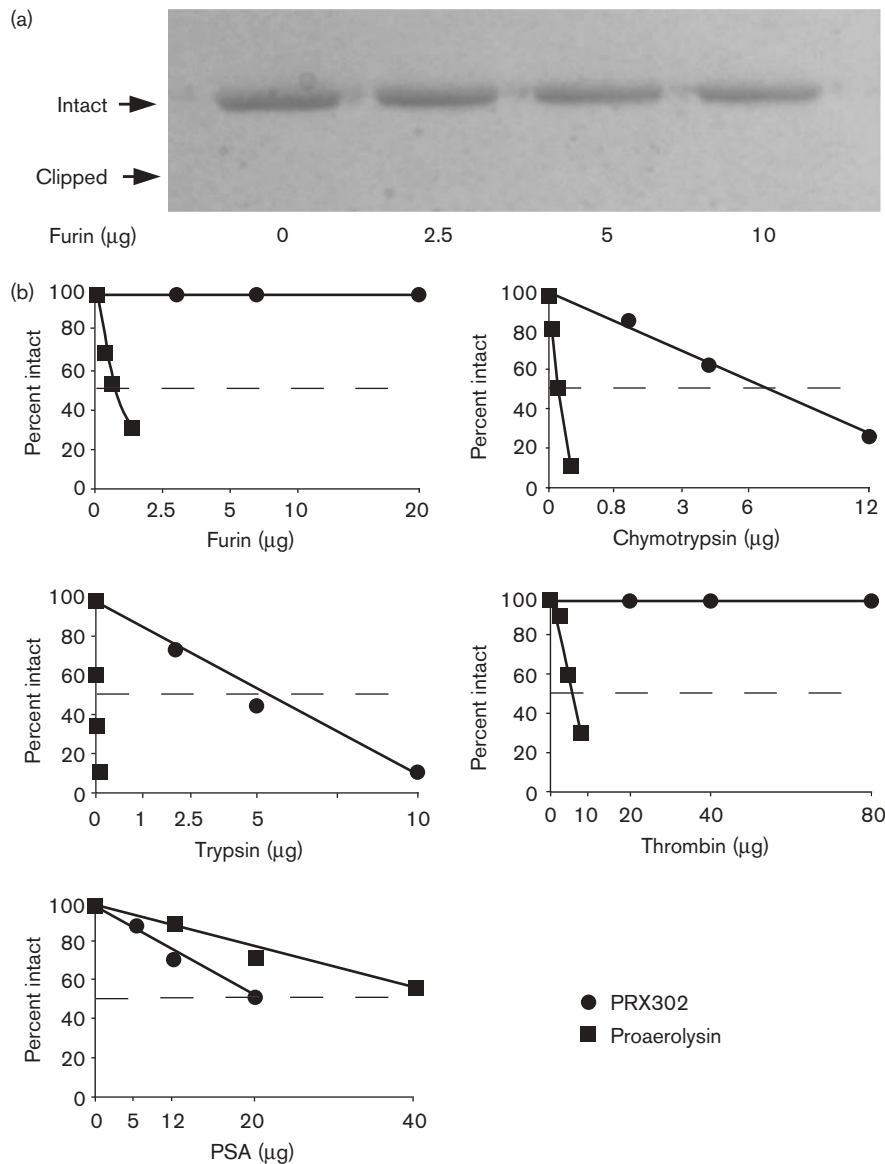 (a)
Intact
Clipped
Furin (μg) 0 2.5 5 10
(b)
100
80
60
40
20
0
Percent intact
0 2.5 5 10 20
Furin (μg)
100
80
60
40
20
0
Percent intact
0 0.8 3 6 12
Chymotrypsin (μg)
100
80
60
40
20
0
Percent intact
0 1 2.5 5 10
Trypsin (μg)
100
80
60
40
20
0
Percent intact
0 10 20 40 80
Thrombin (μg)
100
80
60
40
20
0
Percent intact
0 5 12 20 40
PSA (μg)
PRX302
Proaerolysin